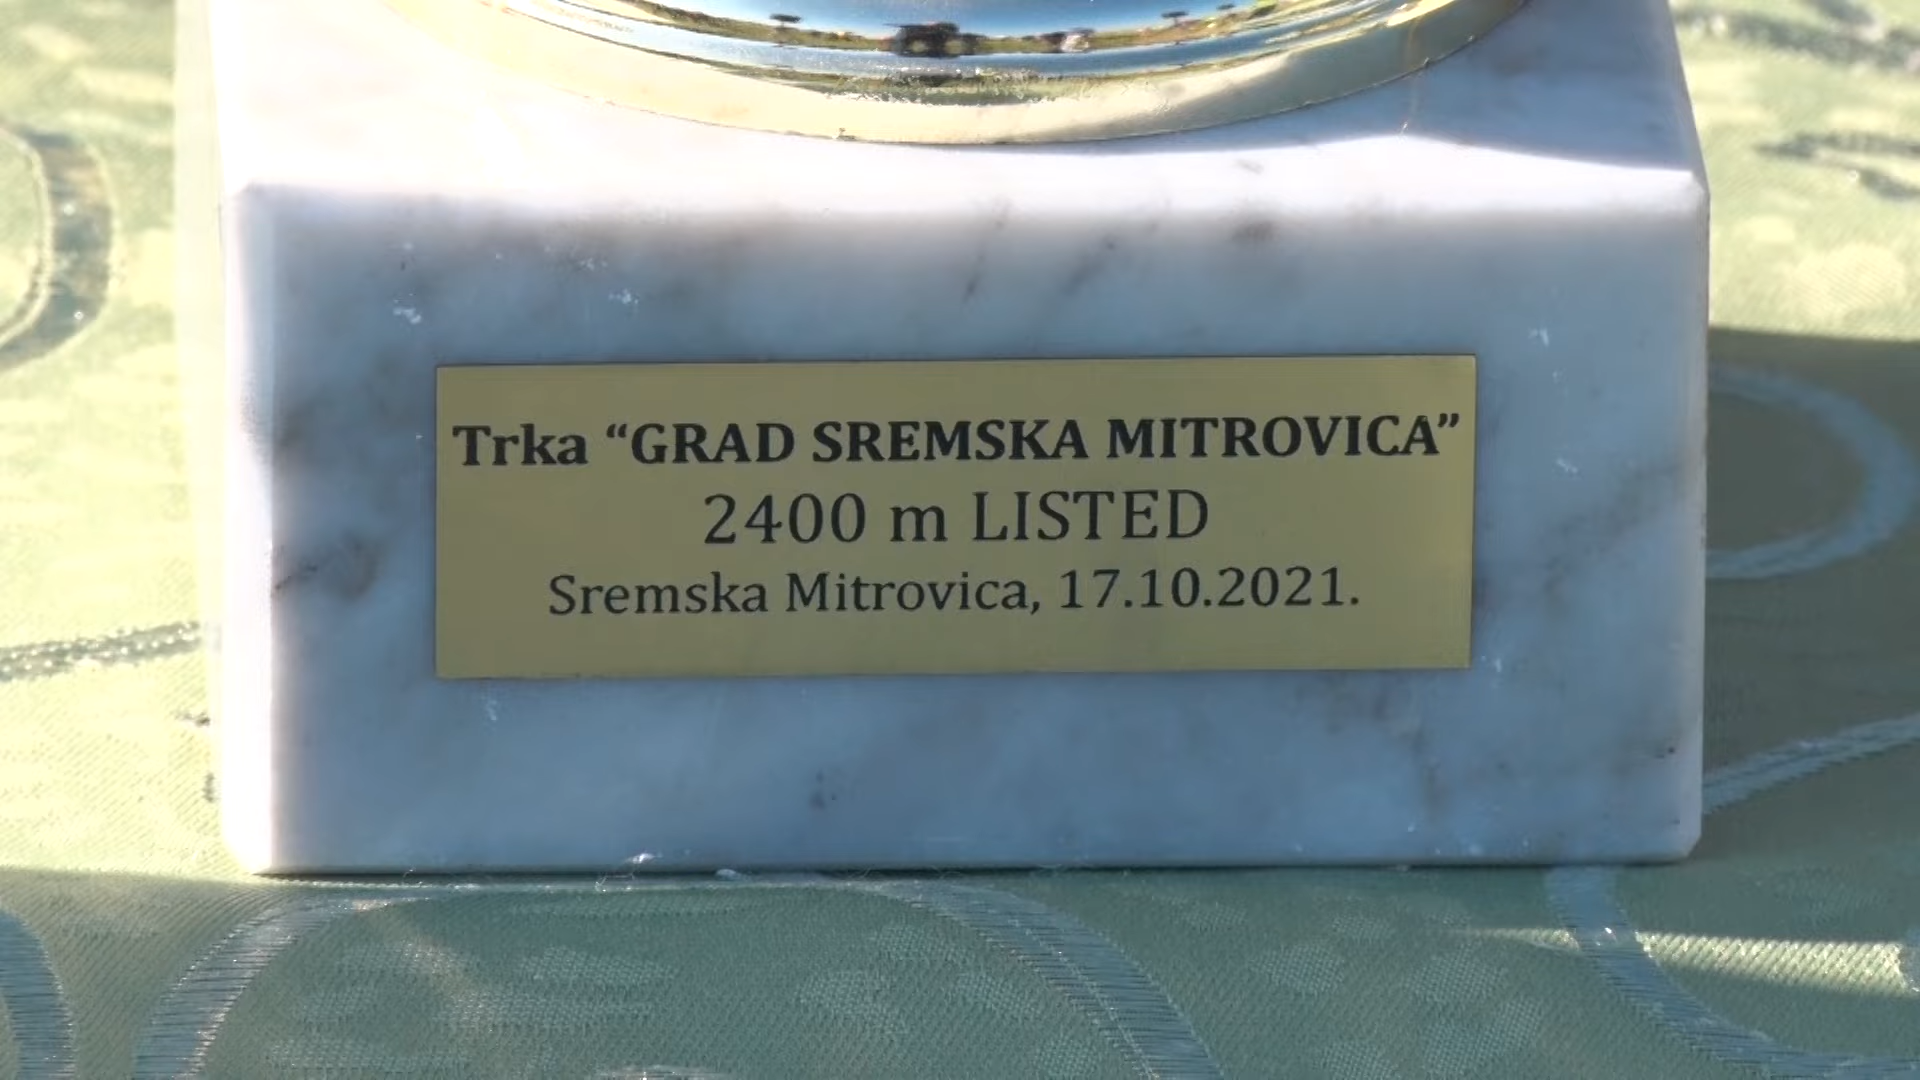 Trka “GRAD SREMSKA MITROVICA”
2400 m LISTED
Sremska Mitrovica, 17.10.2021.